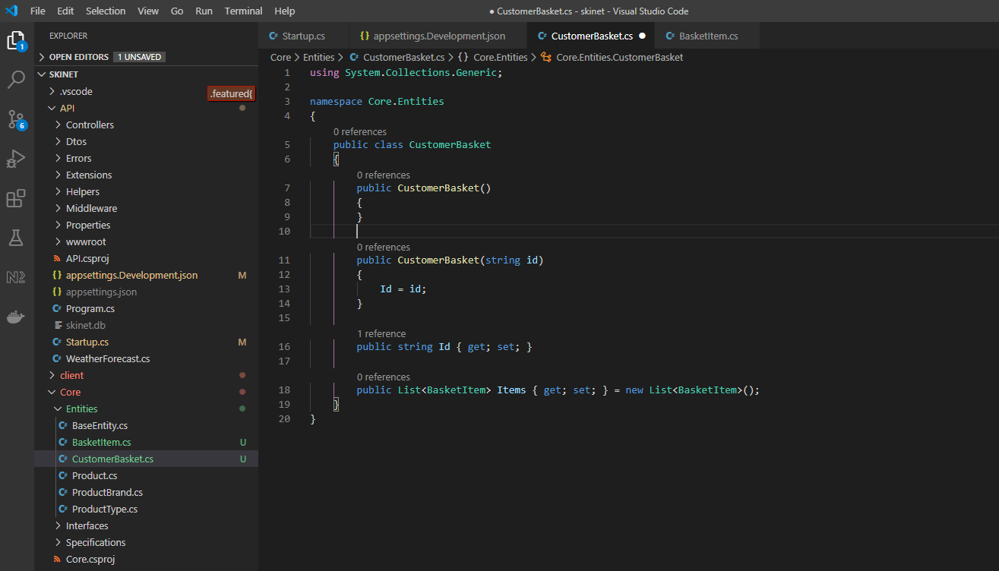 File Edit Selection View Go Run Terminal Help ● CustomerBasket.cs - skinet - Visual Studio Code
EXPLORER
OPEN EDITORS 1 UNSAVED
SKINET
.vscode
.featured{
API
Controllers
Dtos
Errors
Extensions
Helpers
Middleware
Properties
wwwroot
API.csproj
{} appsettings.Development.json M
{} appsettings.json
C# Program.cs
skinet.db
C# Startup.cs M
C# WeatherForecast.cs
client
Core
Entities
C# BaseEntity.cs
C# BasketItem.cs U
C# CustomerBasket.cs U
C# Product.cs
C# ProductBrand.cs
C# ProductType.cs
Interfaces
Specifications
Core.csproj
1
6
N2
C# Startup.cs {} appsettings.Development.json C# CustomerBasket.cs ● C# BasketItem.cs
Core > Entities > C# CustomerBasket.cs > {} Core.Entities > Core.Entities.CustomerBasket
1 using System.Collections.Generic;
2
3 namespace Core.Entities
4 {
0 references
5 public class CustomerBasket
6 {
0 references
7 public CustomerBasket()
8 {
9 }
10
0 references
11 public CustomerBasket(string id)
12 {
13 Id = id;
14 }
15
1 reference
16 public string Id { get; set; }
17
0 references
18 public List<BasketItem> Items { get; set; } = new List<BasketItem>();
19 }
20 }